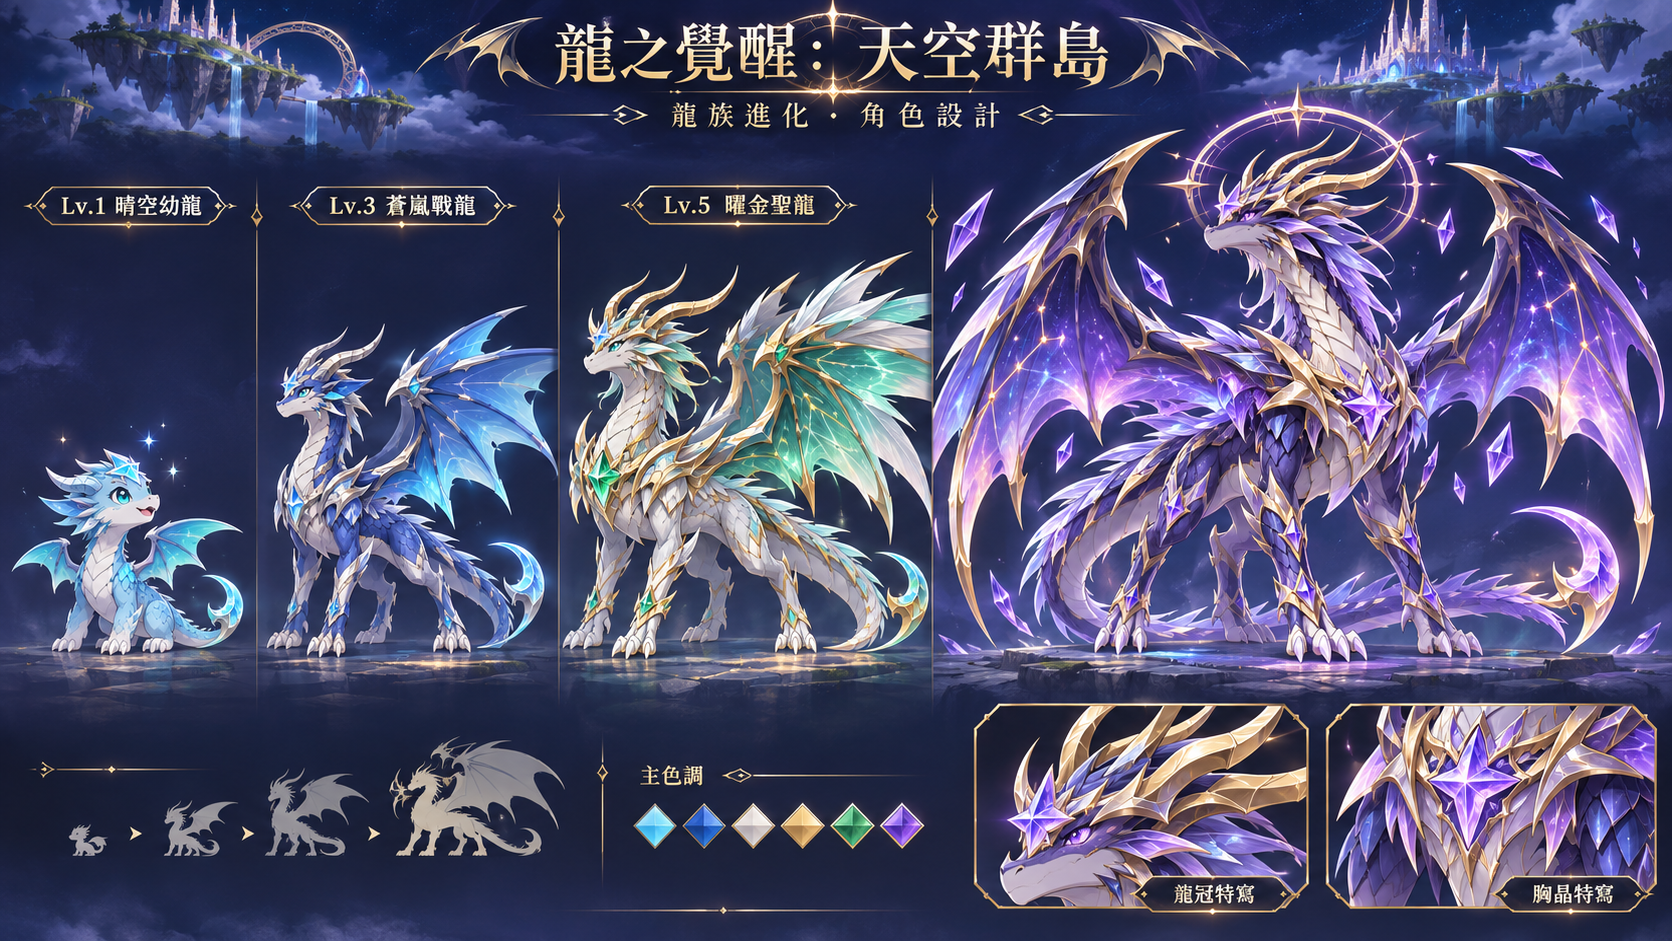 龍之覺醒：天空群島
龍族進化・角色設計
Lv.1 晴空幼龍
Lv.3 蒼嵐戰龍
Lv.5 曜金聖龍
主色調
龍冠特寫
胸晶特寫